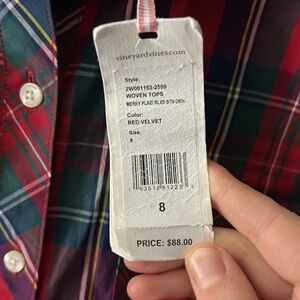 vineyardvines.com
Style:
2W001153-2559
WOVEN TOPS
MERRY PLAID RLXD BTN DWN
Color:
RED VELVET
Size:
8
8
PRICE: $88.00